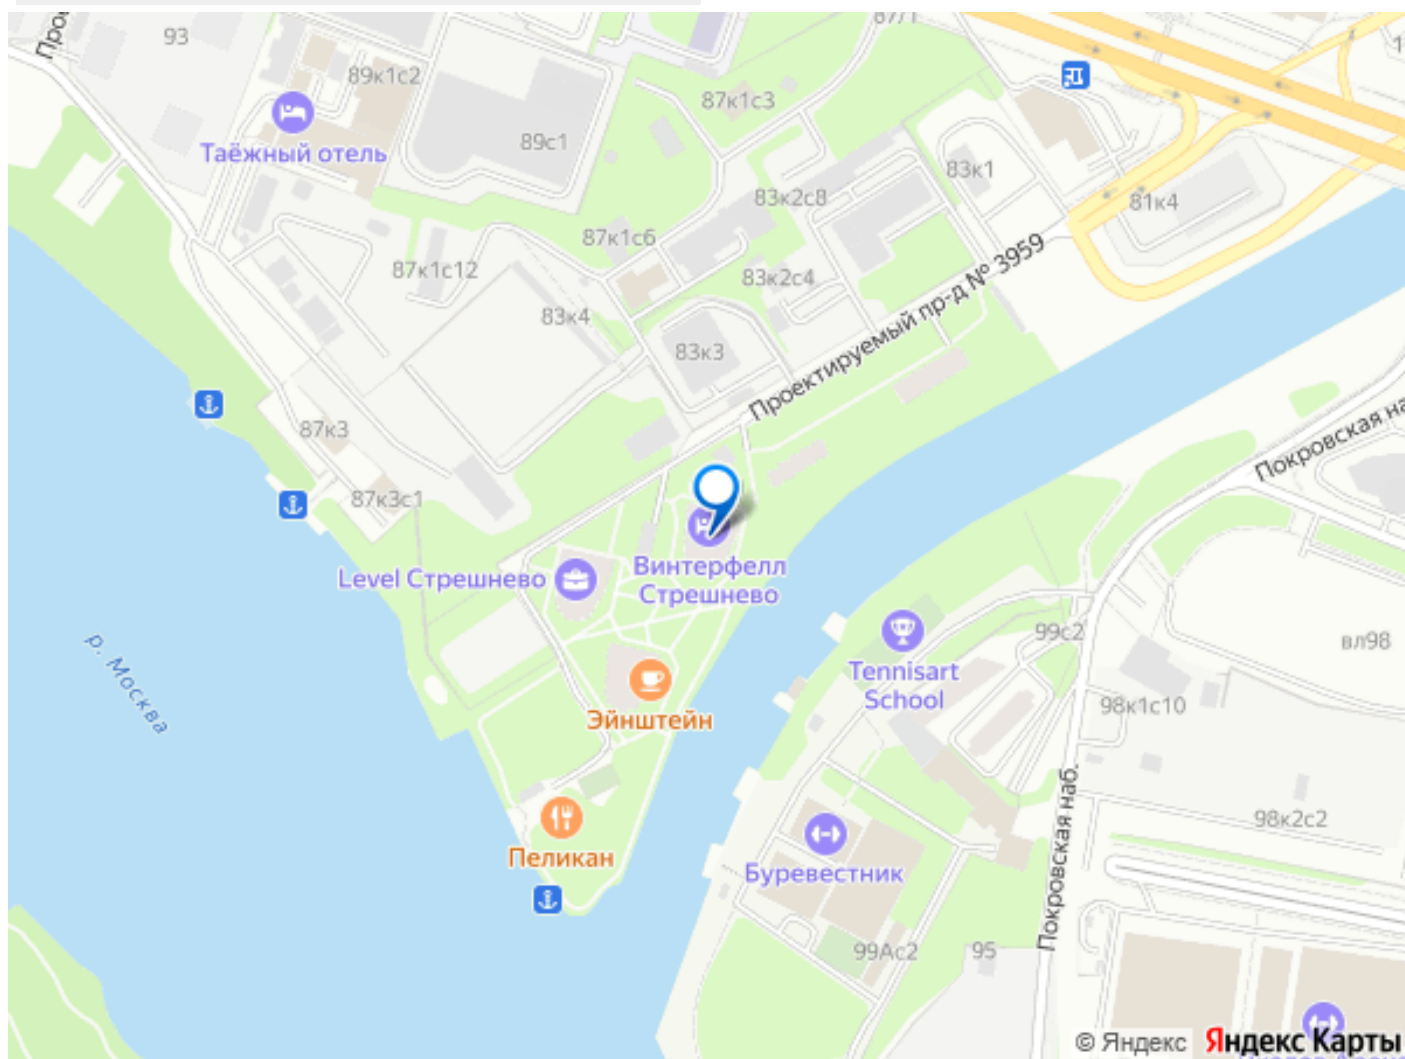 93
89к1с2
87/1
87к1с3
Таёжный отель
89с1
83к1
83к2с8
81к4
87к1с6
87к1с12
83к2с4
83к4
83к3
Проектируемый пр-д № 3959
87к3
87к3с1
Покровская на
Винтерфелл
Стрешнево
Level Стрешнево
99с2
вл98
р. Москва
Tennisart
School
98к1с10
Эйнштейн
98к2с2
Пеликан
Буревестник
Покровская наб.
99Ас2
95
© Яндекс
Яндекс Карты